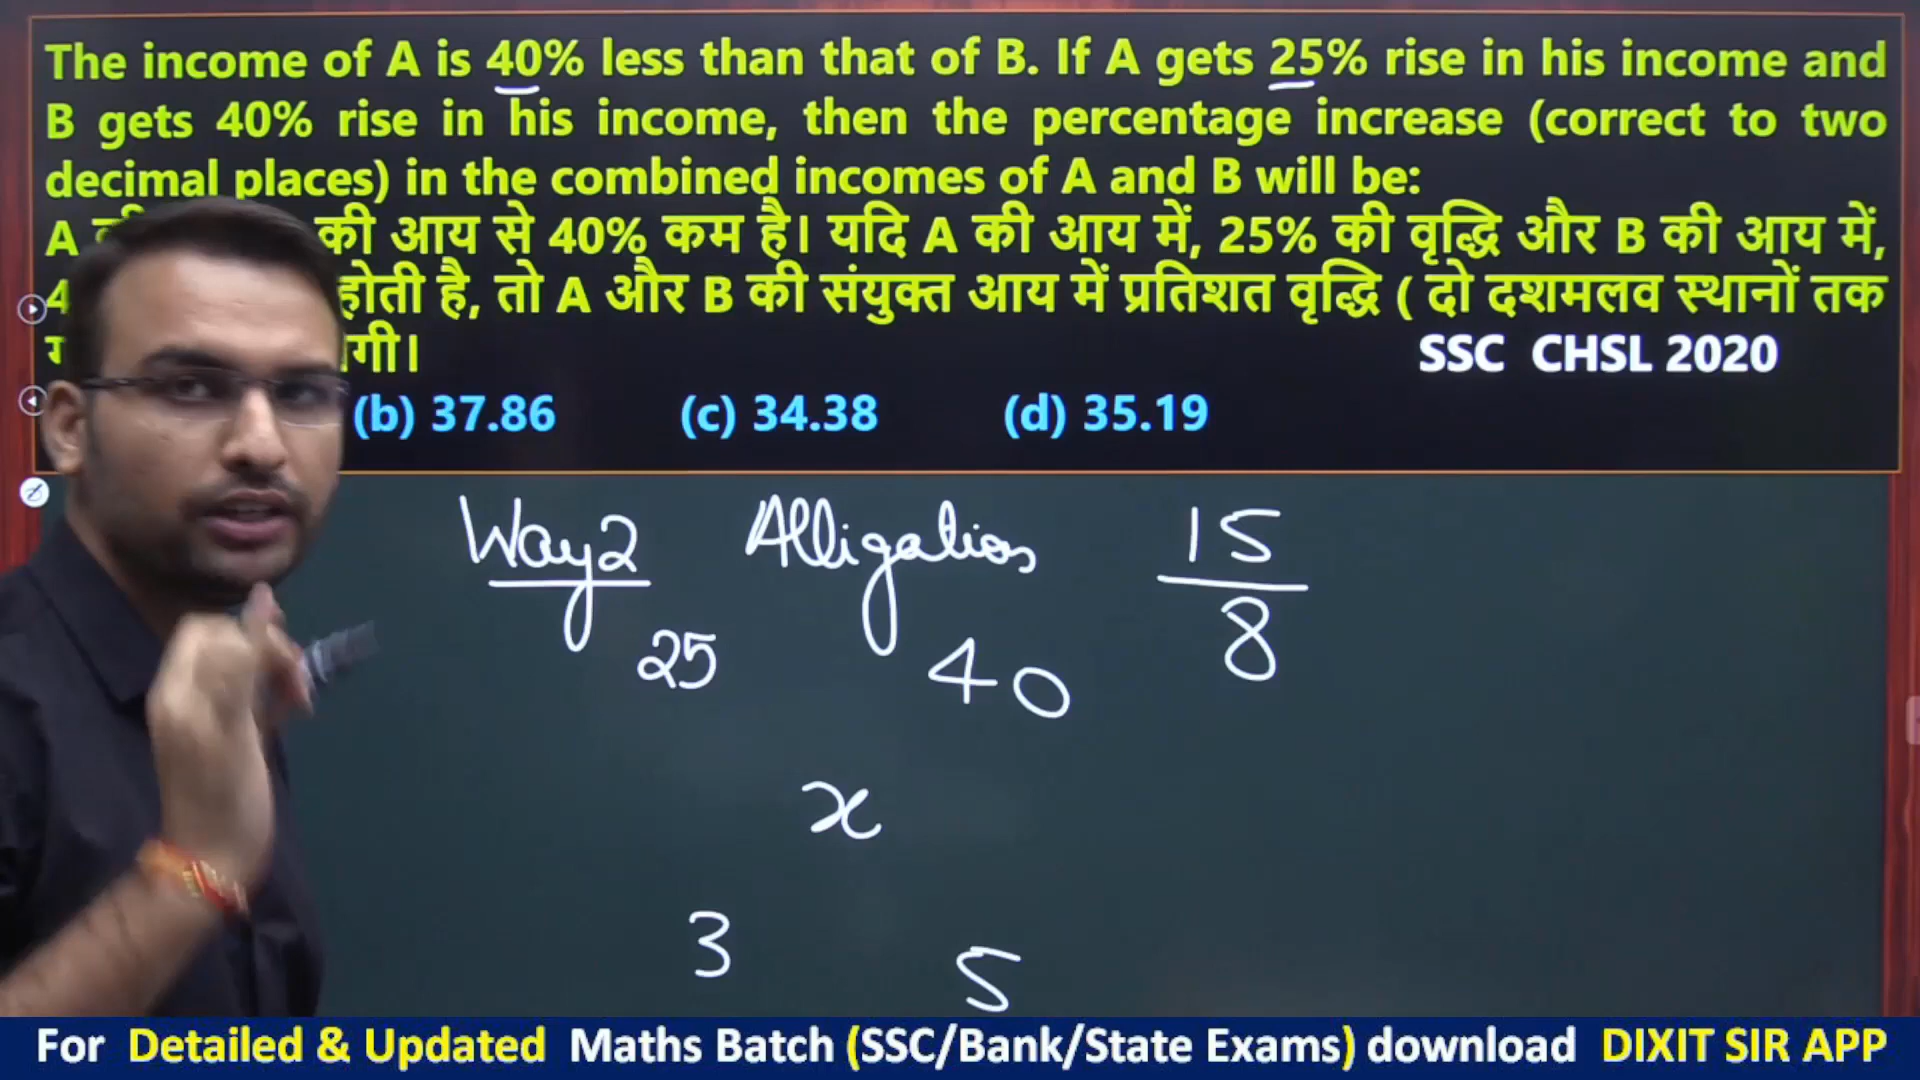 The income of A is 40% less than that of B. If A gets 25% rise in his income and
B gets 40% rise in his income, then the percentage increase (correct to two
decimal places) in the combined incomes of A and B will be:
A की आय से 40% कम है। यदि A की आय में, 25% की वृद्धि और B की आय में,
4 होती है, तो A और B की संयुक्त आय में प्रतिशत वृद्धि ( दो दशमलव स्थानों तक
SSC CHSL 2020
(b) 37.86 (c) 34.38 (d) 35.19
Way2 Alligation 15
8
25 40
x
3 5
For Detailed & Updated Maths Batch (SSC/Bank/State Exams) download DIXIT SIR APP